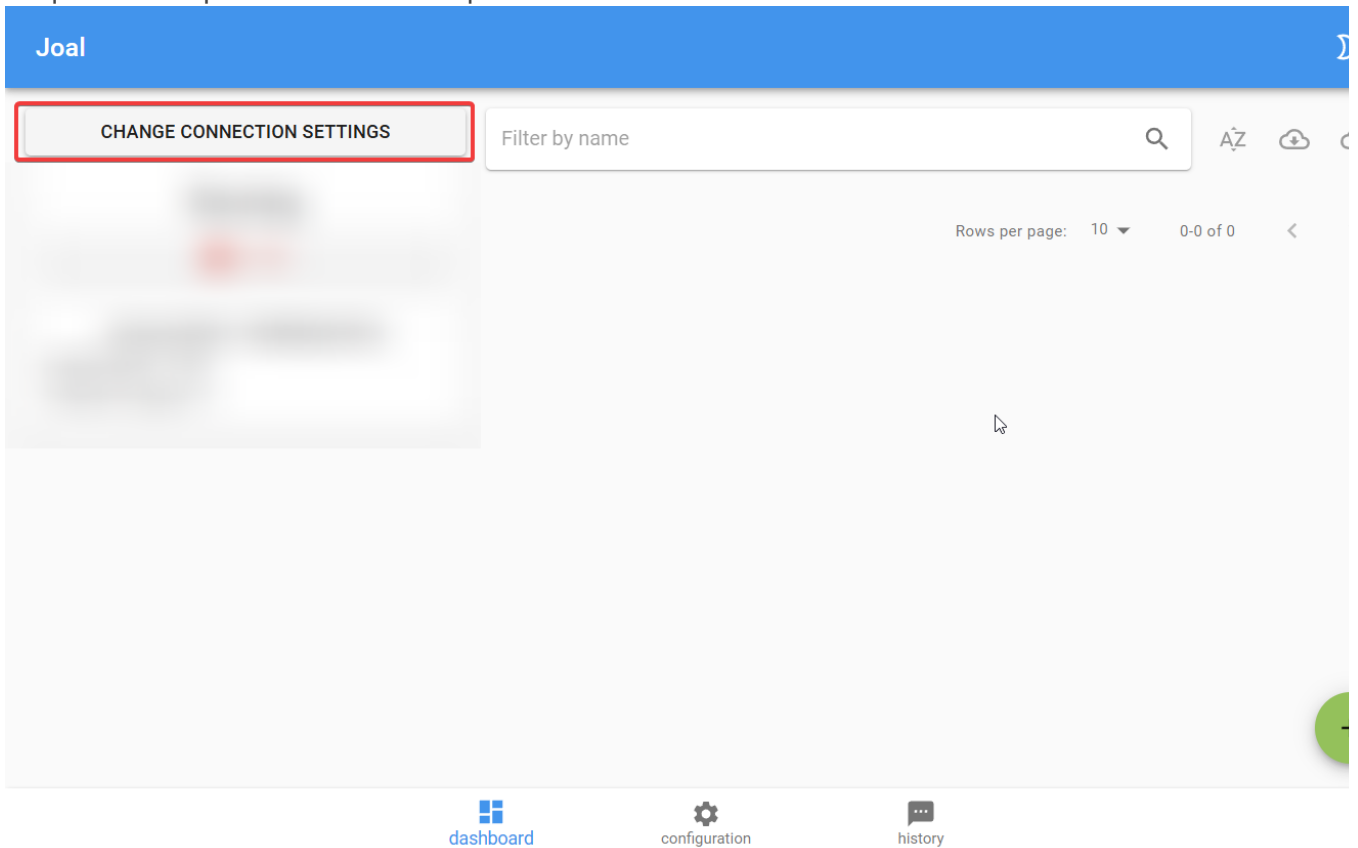 Joal
CHANGE CONNECTION SETTINGS
Filter by name
AZ
Rows per page: 10 0-0 of 0
dashboard
configuration
history